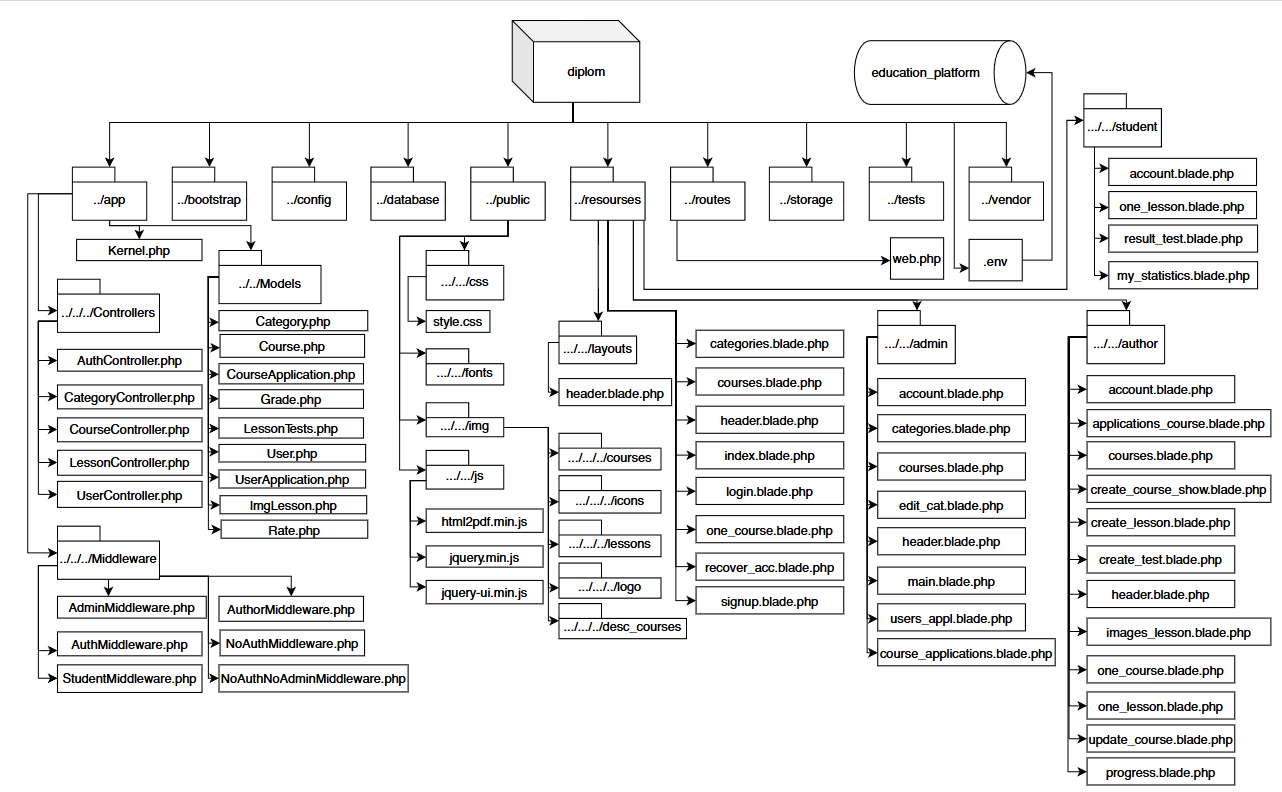 diplom
education_platform
.../.../student
account.blade.php
one_lesson.blade.php
result_test.blade.php
my_statistics.blade.php
../app
../bootstrap
../config
../database
../public
../resourses
../routes
../storage
../tests
../vendor
Kernel.php
web.php
.env
../../Models
Category.php
Course.php
CourseApplication.php
Grade.php
LessonTests.php
User.php
UserApplication.php
ImgLesson.php
Rate.php
../../../Controllers
AuthController.php
CategoryController.php
CourseController.php
LessonController.php
UserController.php
../../../Middleware
AdminMiddleware.php
AuthMiddleware.php
StudentMiddleware.php
AuthorMiddleware.php
NoAuthMiddleware.php
NoAuthNoAdminMiddleware.php
.../.../css
style.css
.../.../fonts
.../.../img
.../.../js
html2pdf.min.js
jquery.min.js
jquery-ui.min.js
.../.../layouts
header.blade.php
.../.../../courses
.../.../../icons
.../.../../lessons
.../.../../logo
.../.../../desc_courses
categories.blade.php
courses.blade.php
header.blade.php
index.blade.php
login.blade.php
one_course.blade.php
recover_acc.blade.php
signup.blade.php
.../.../admin
account.blade.php
categories.blade.php
courses.blade.php
edit_cat.blade.php
header.blade.php
main.blade.php
users_appl.blade.php
course_applications.blade.php
.../.../author
account.blade.php
applications_course.blade.php
courses.blade.php
create_course_show.blade.php
create_lesson.blade.php
create_test.blade.php
header.blade.php
images_lesson.blade.php
one_course.blade.php
one_lesson.blade.php
update_course.blade.php
progress.blade.php